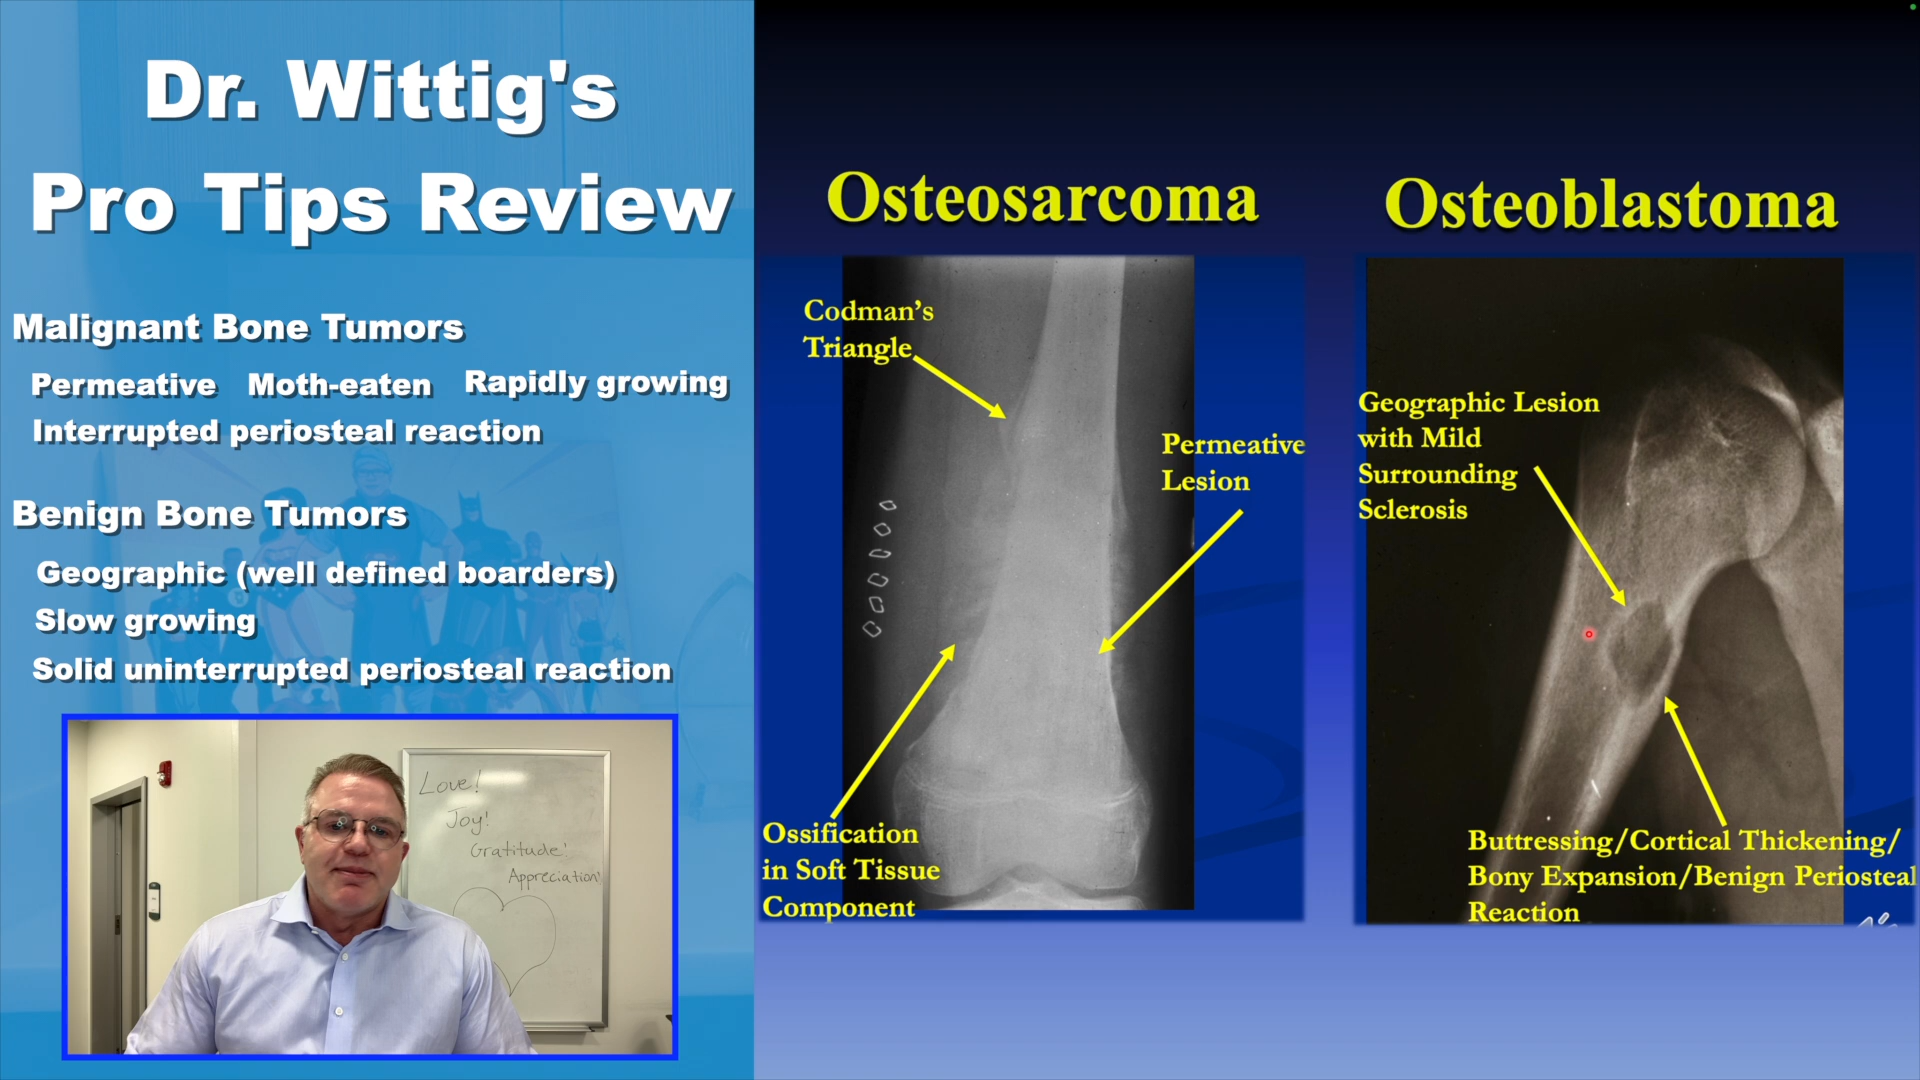 Dr. Wittig's
Pro Tips Review
Malignant Bone Tumors
Permeative Moth-eaten Rapidly growing
Interrupted periosteal reaction
Benign Bone Tumors
Geographic (well defined boarders)
Slow growing
Solid uninterrupted periosteal reaction
Love!
Joy!
Gratitude!
Appreciation!
Osteosarcoma
Codman's
Triangle
Permeative
Lesion
Ossification
in Soft Tissue
Component
Osteoblastoma
Geographic Lesion
with Mild
Surrounding
Sclerosis
Buttressing/Cortical Thickening/
Bony Expansion/Benign Periosteal
Reaction